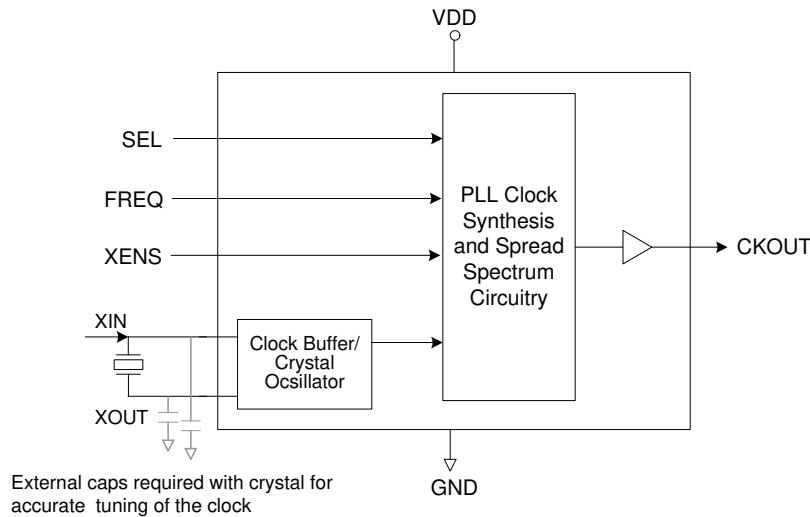 VDD
SEL
FREQ
XENS
PLL Clock
Synthesis
and Spread
Spectrum
Circuitry
CKOUT
XIN
Clock Buffer/
Crystal
Ocsillator
XOUT
GND
External caps required with crystal for
accurate tuning of the clock